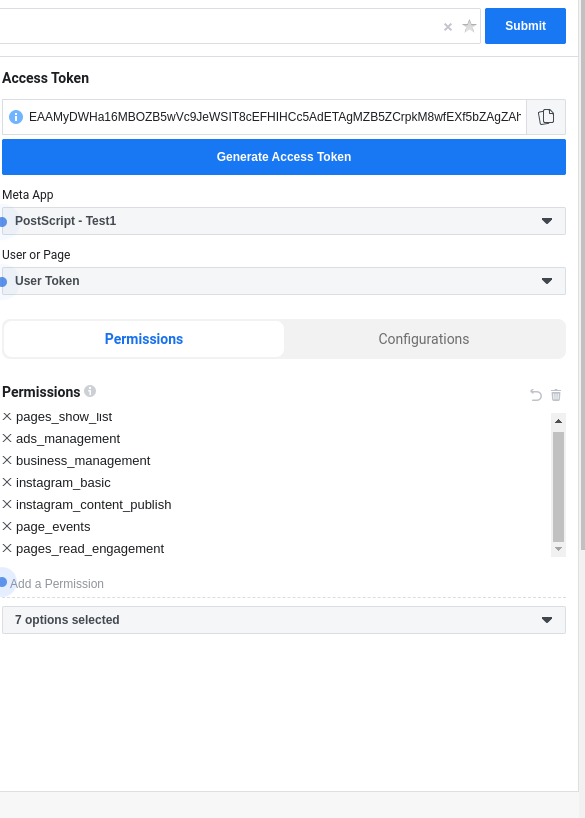 Submit
Access Token
EAAMyDWHa16MBOZB5wVc9JeWSIT8cEFHIHCc5AdETAgMZB5ZCrpkM8wfEXf5bZAgZAh
Generate Access Token
Meta App
PostScript - Test1
User or Page
User Token
Permissions
Configurations
Permissions
pages_show_list
ads_management
business_management
instagram_basic
instagram_content_publish
page_events
pages_read_engagement
Add a Permission
7 options selected